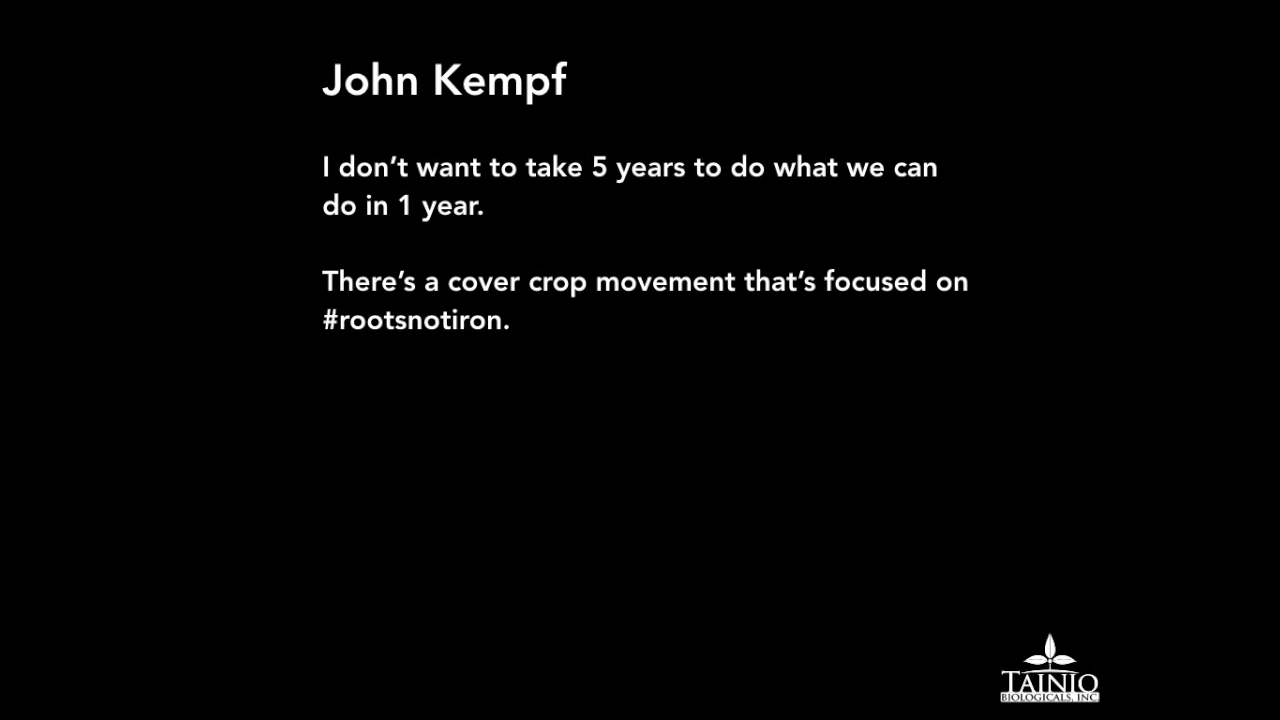 John Kempf
I don’t want to take 5 years to do what we can
do in 1 year.
There’s a cover crop movement that’s focused on
#rootsnotiron.
TAINIO
BIOLOGICALS, INC